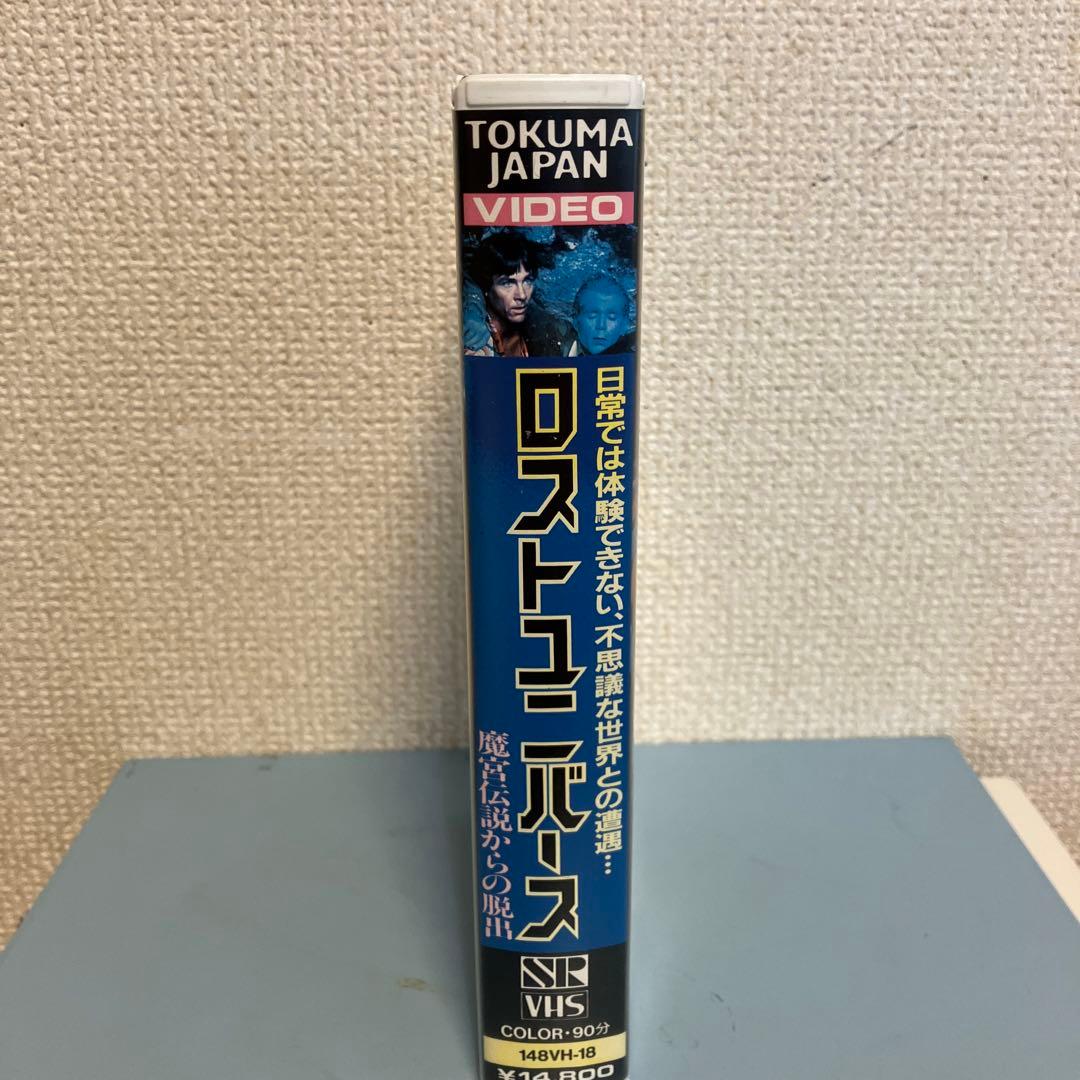 TOKUMA
JAPAN
VIDEO
日常では体験できない、不思議な世界との遭遇…
ロストユニバース
魔宮伝説からの脱出
SR
VHS
COLOR・90分
148VH-18
¥14,800